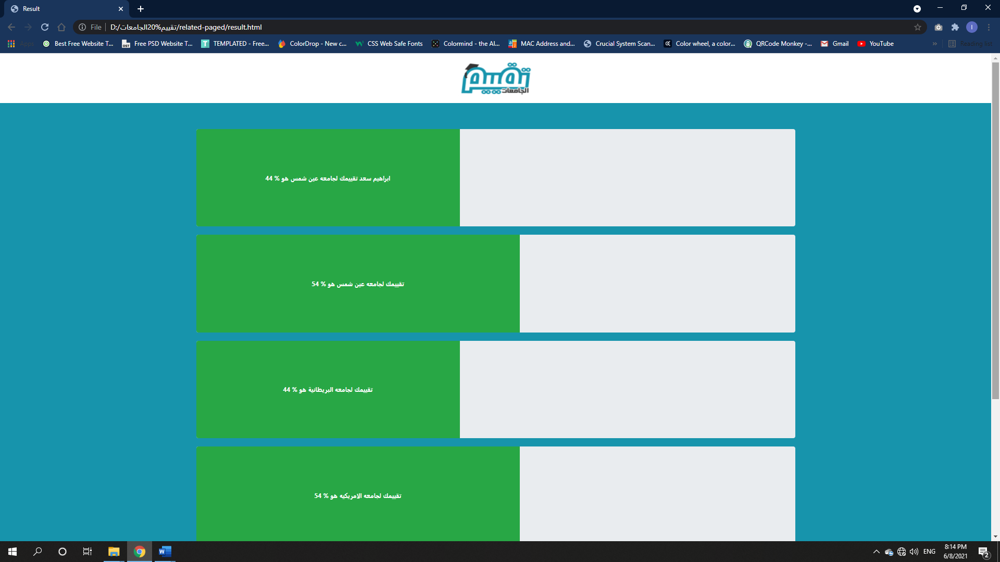 Result
File
D:/تقييم%20الجامعات/related-paged/result.html
Apps
Best Free Website T...
Free PSD Website T...
TEMPLATED - Free...
ColorDrop - New c...
CSS Web Safe Fonts
Colormind - the AI...
MAC Address and...
Crucial System Scan...
Color wheel, a color...
QRCode Monkey -...
Gmail
YouTube
Reading list
تقييم
الجامعات
ابراهيم سعد تقييمك لجامعه عين شمس هو % 44
تقييمك لجامعه عين شمس هو % 54
تقييمك لجامعه البريطانية هو % 44
تقييمك لجامعه الامريكيه هو % 54
ENG
8:14 PM
6/8/2021
2